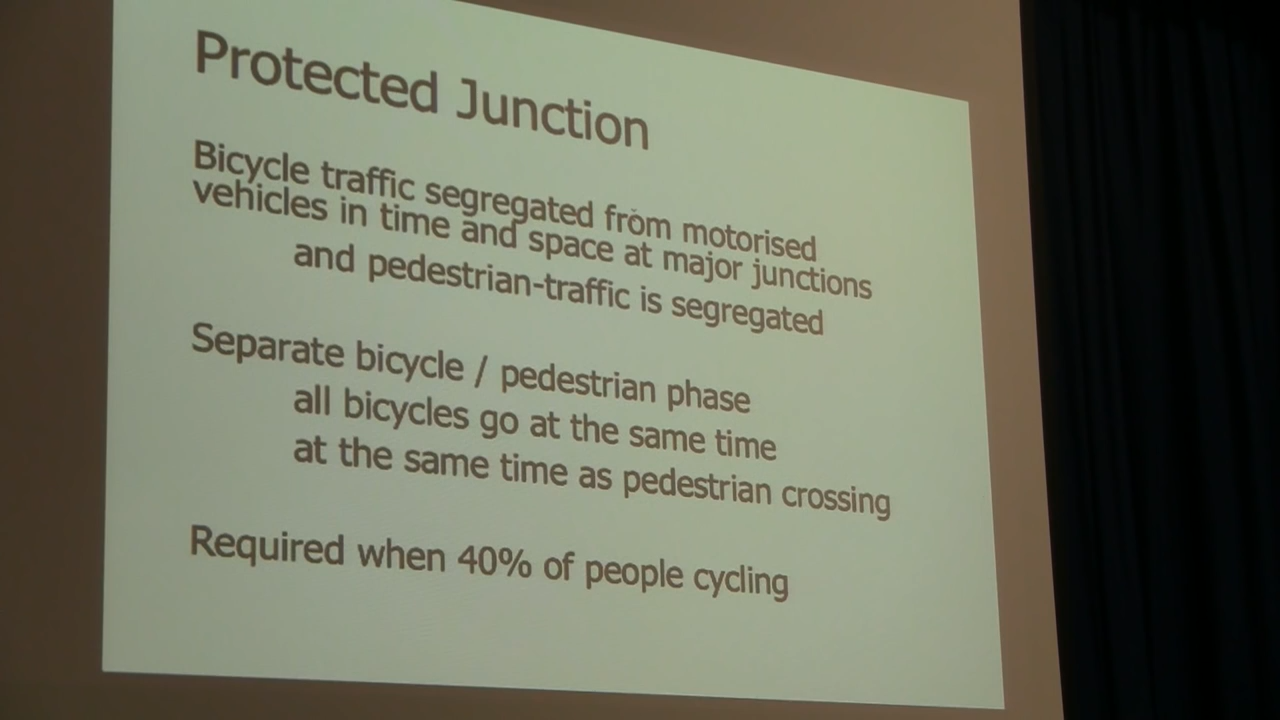 Protected Junction
Bicycle traffic segregated from motorised
vehicles in time and space at major junctions
and pedestrian-traffic is segregated
Separate bicycle / pedestrian phase
all bicycles go at the same time
at the same time as pedestrian crossing
Required when 40% of people cycling